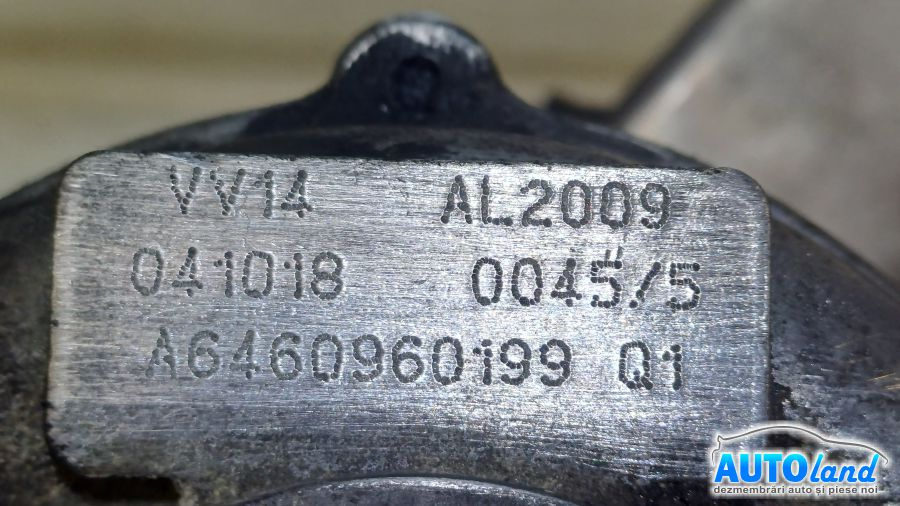 VV14 AL2009
041018 0045/5
A6460960199 Q1
AUTOland
dezmembrări auto și piese noi